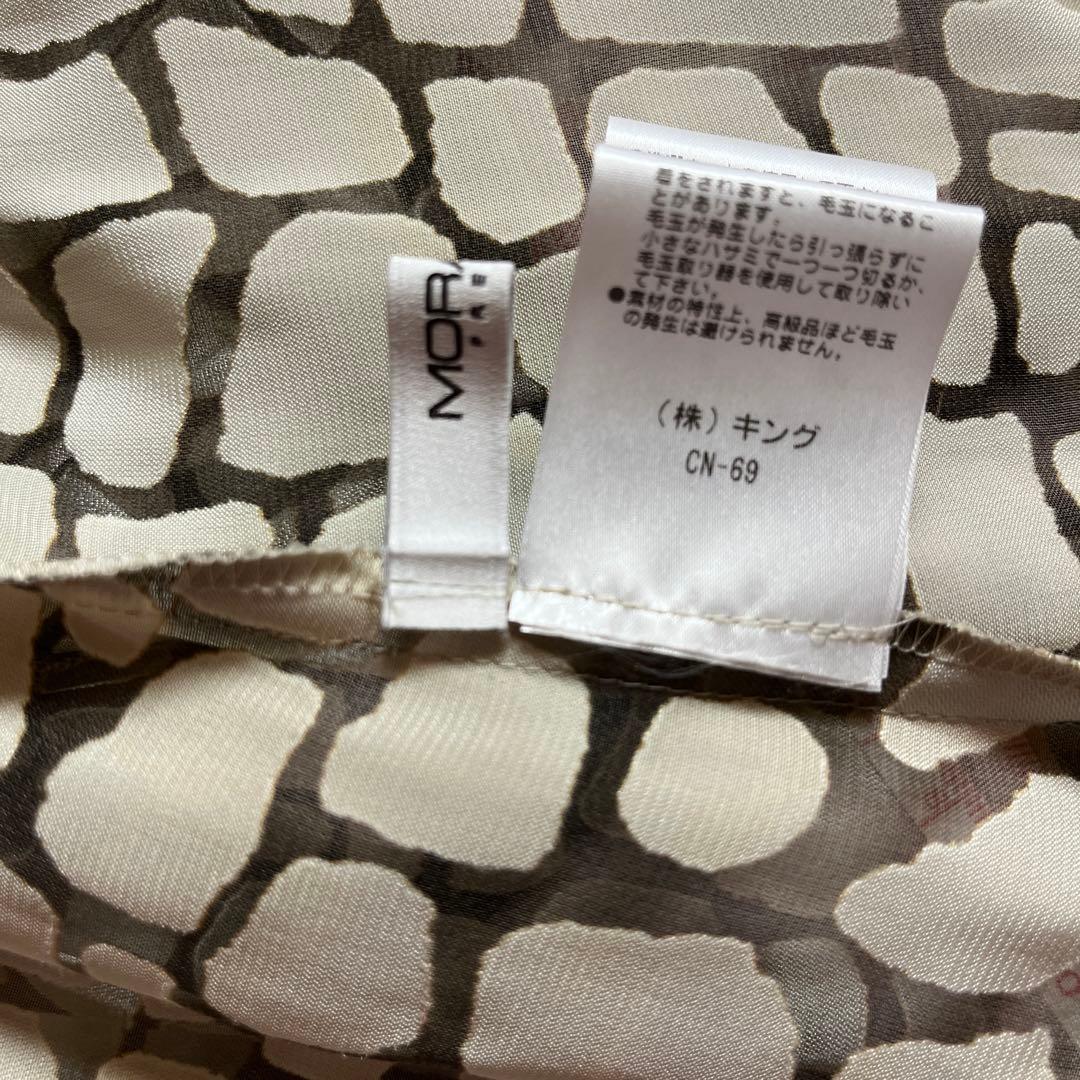 MOR
着をされますと、毛玉になるこ
とがあります。
毛玉が発生したら引っ張らずに
小さなハサミで一つ一つ切るか、
毛玉取り器を使用して取り除い
て下さい。
●素材の特性上、高級品ほど毛玉
の発生は避けられません。
(株)キング
CN-69